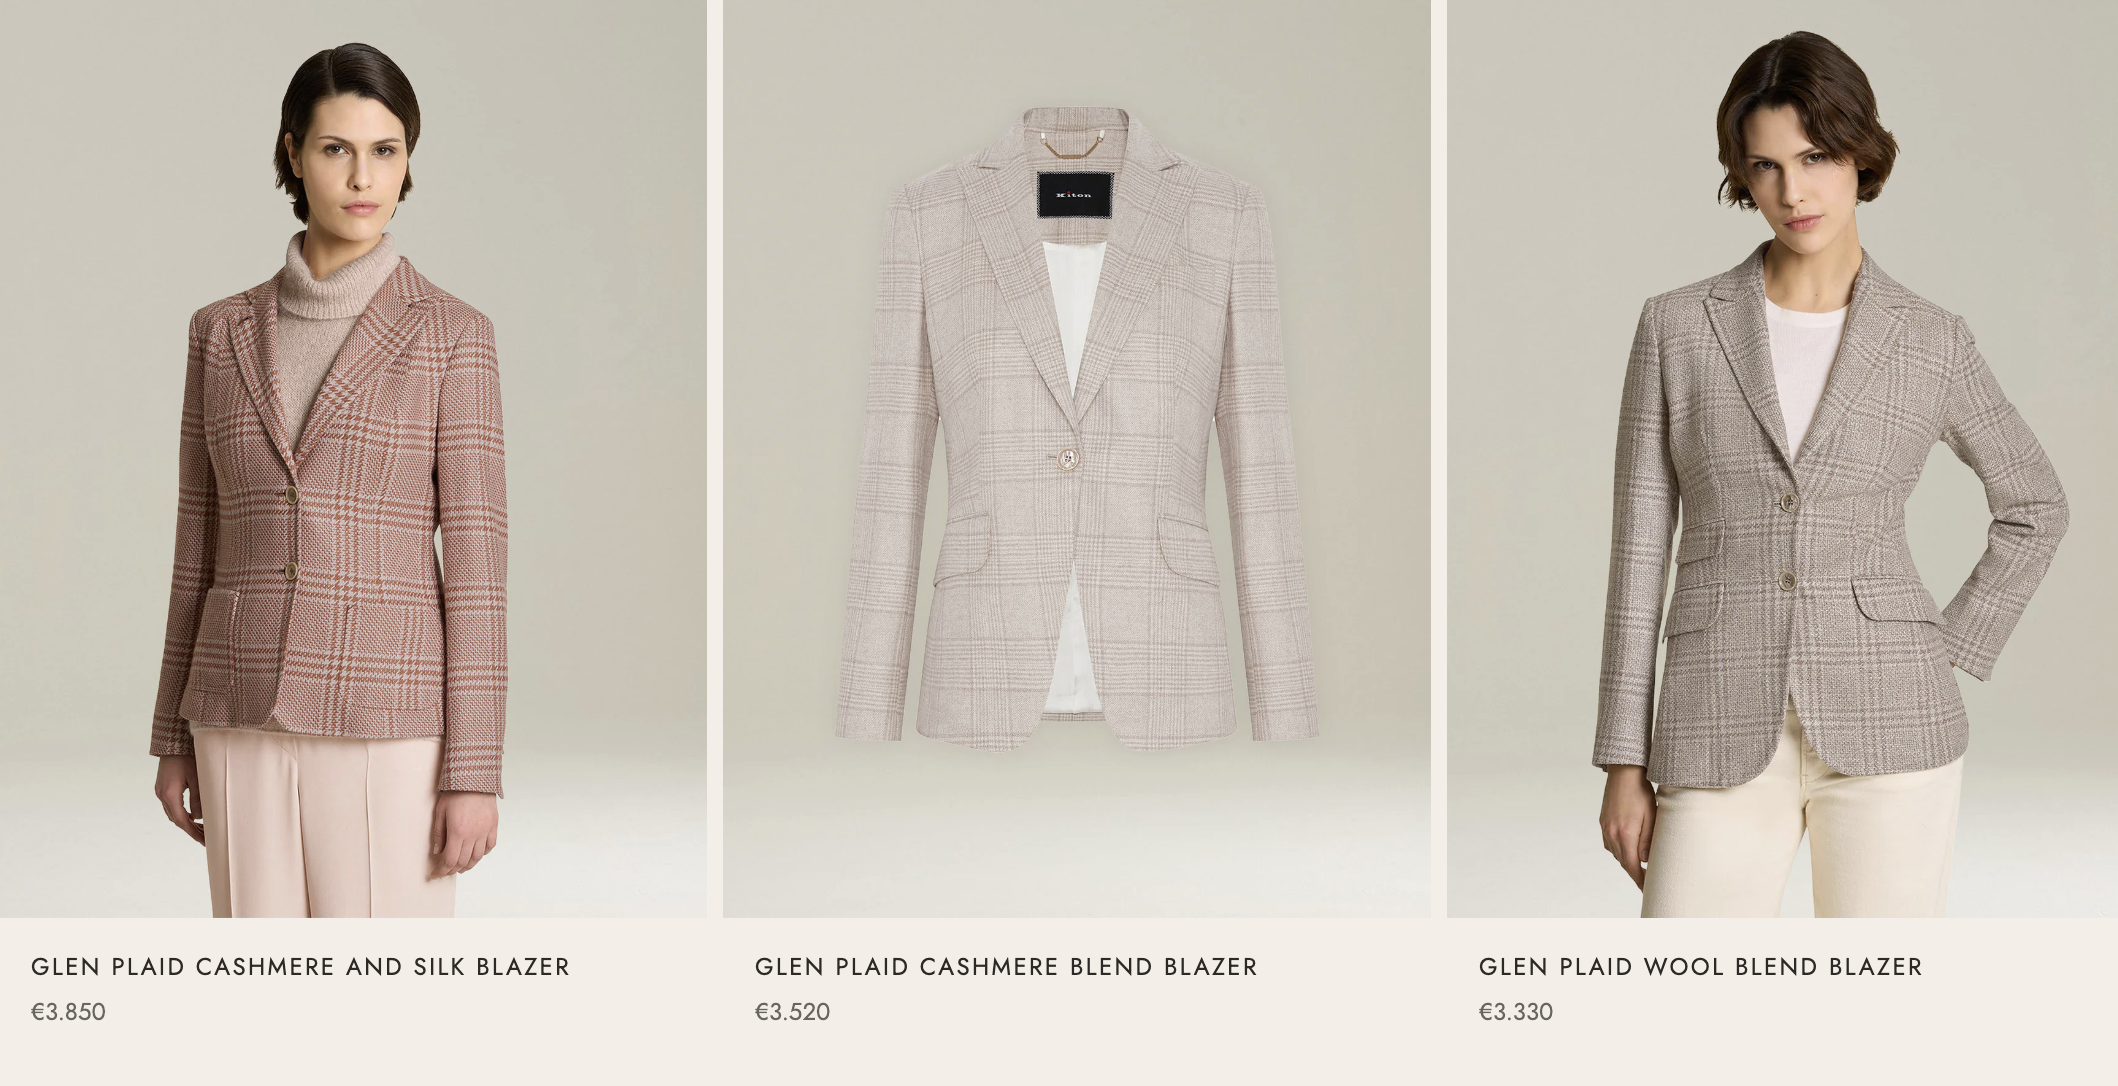 Kiton
GLEN PLAID CASHMERE AND SILK BLAZER
€3.850
GLEN PLAID CASHMERE BLEND BLAZER
€3.520
GLEN PLAID WOOL BLEND BLAZER
€3.330